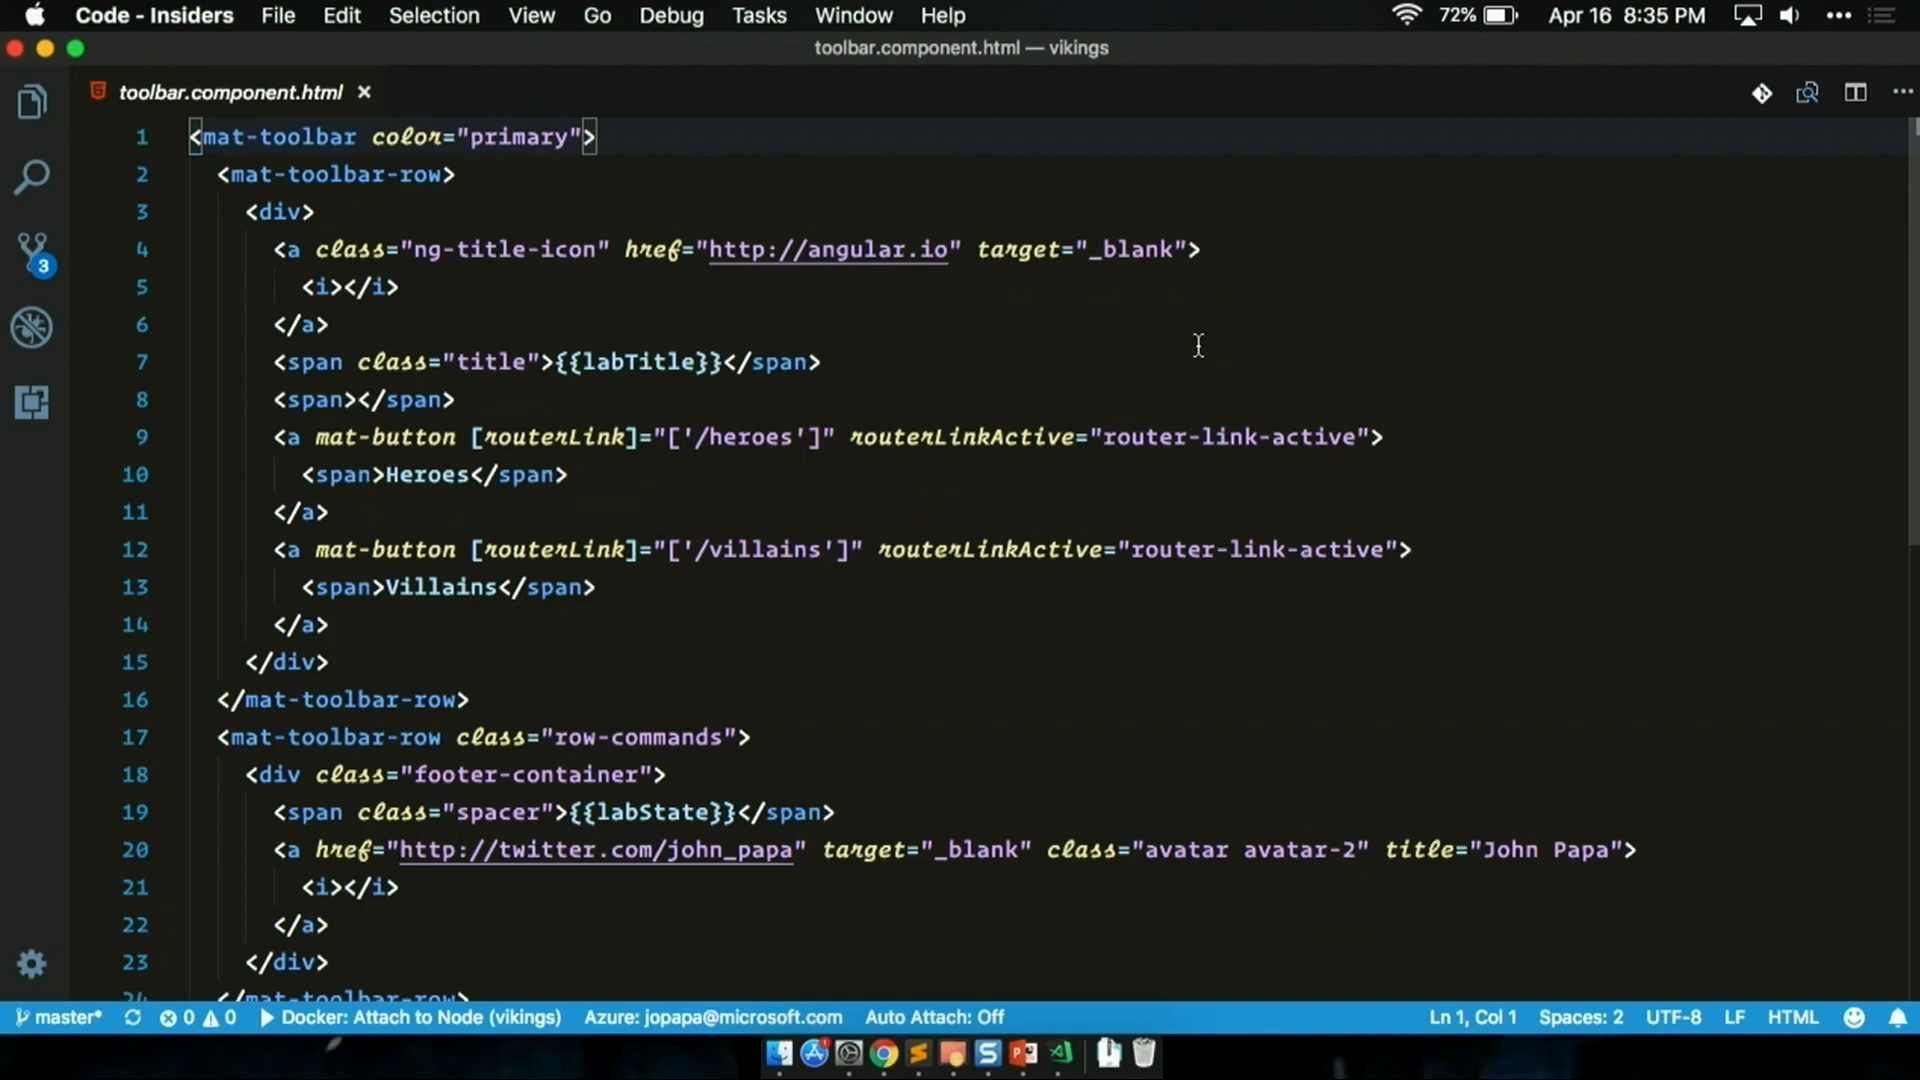 Code - Insiders File Edit Selection View Go Debug Tasks Window Help 72% Apr 16 8:35 PM
toolbar.component.html — vikings
toolbar.component.html
1 <mat-toolbar color="primary">
2 <mat-toolbar-row>
3 <div>
4 <a class="ng-title-icon" href="http://angular.io" target="_blank">
5 <i></i>
6 </a>
7 <span class="title">{{labTitle}}</span>
8 <span></span>
9 <a mat-button [routerLink]="['/heroes']" routerLinkActive="router-link-active">
10 <span>Heroes</span>
11 </a>
12 <a mat-button [routerLink]="['/villains']" routerLinkActive="router-link-active">
13 <span>Villains</span>
14 </a>
15 </div>
16 </mat-toolbar-row>
17 <mat-toolbar-row class="row-commands">
18 <div class="footer-container">
19 <span class="spacer">{{labState}}</span>
20 <a href="http://twitter.com/john_papa" target="_blank" class="avatar avatar-2" title="John Papa">
21 <i></i>
22 </a>
23 </div>
24 </mat-toolbar-row>
3
master* 0 0 Docker: Attach to Node (vikings) Azure: jopapa@microsoft.com Auto Attach: Off Ln 1, Col 1 Spaces: 2 UTF-8 LF HTML